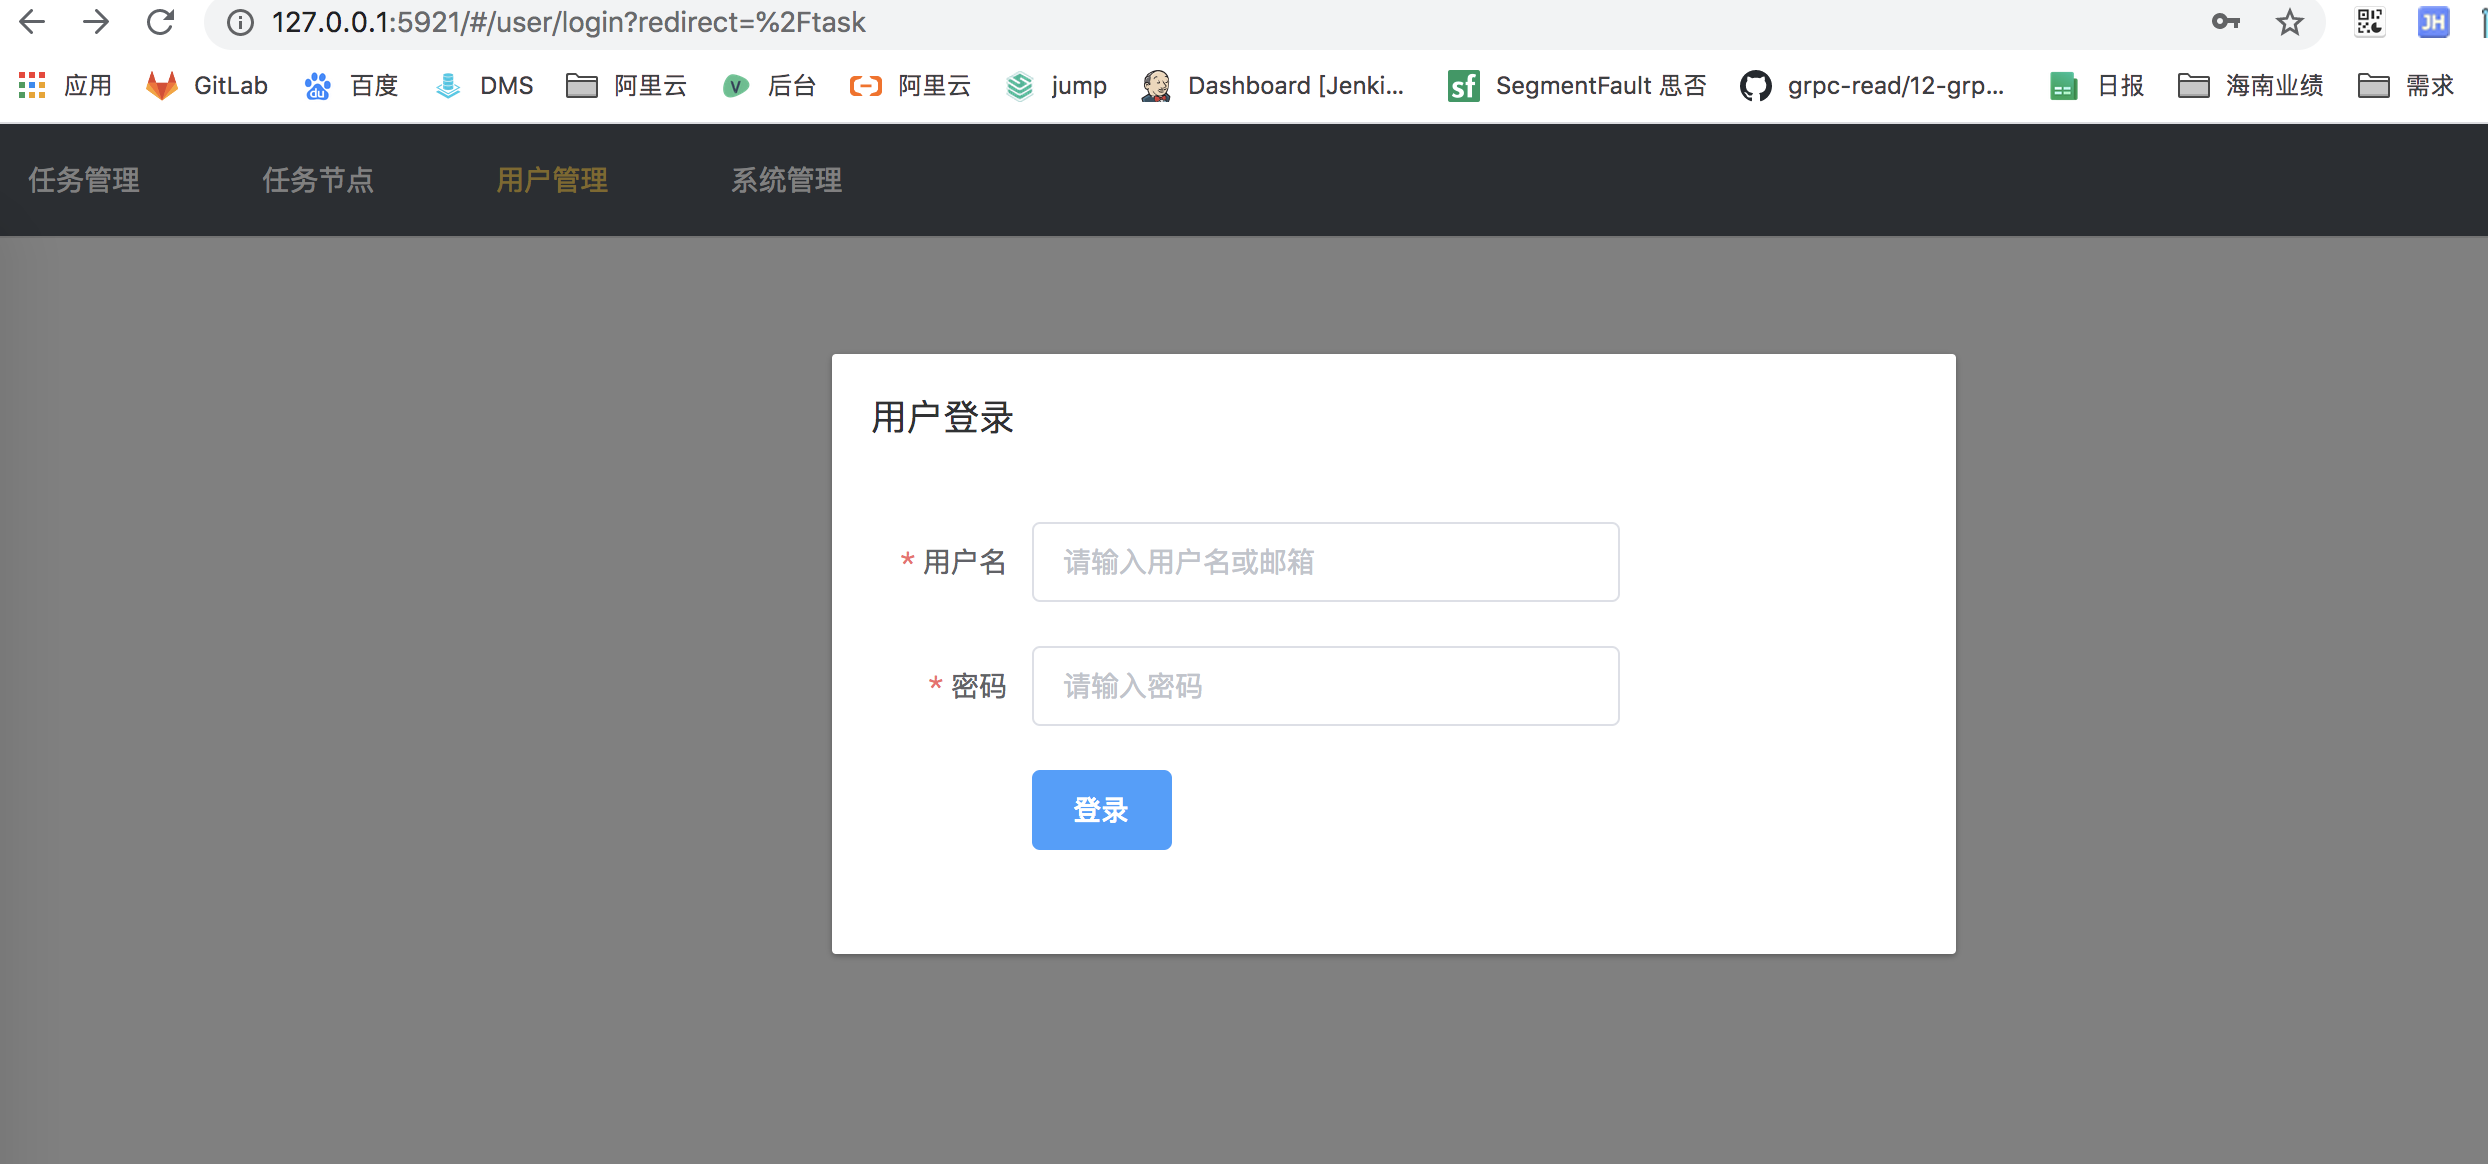 127.0.0.1:5921/#/user/login?redirect=%2Ftask
JH
应用 GitLab du 百度 DMS 阿里云 V 后台 阿里云 jump Dashboard [Jenki... sf SegmentFault 思否 grpc-read/12-grp... 日报 海南业绩 需求
任务管理 任务节点 用户管理 系统管理
用户登录
* 用户名 请输入用户名或邮箱
* 密码 请输入密码
登录